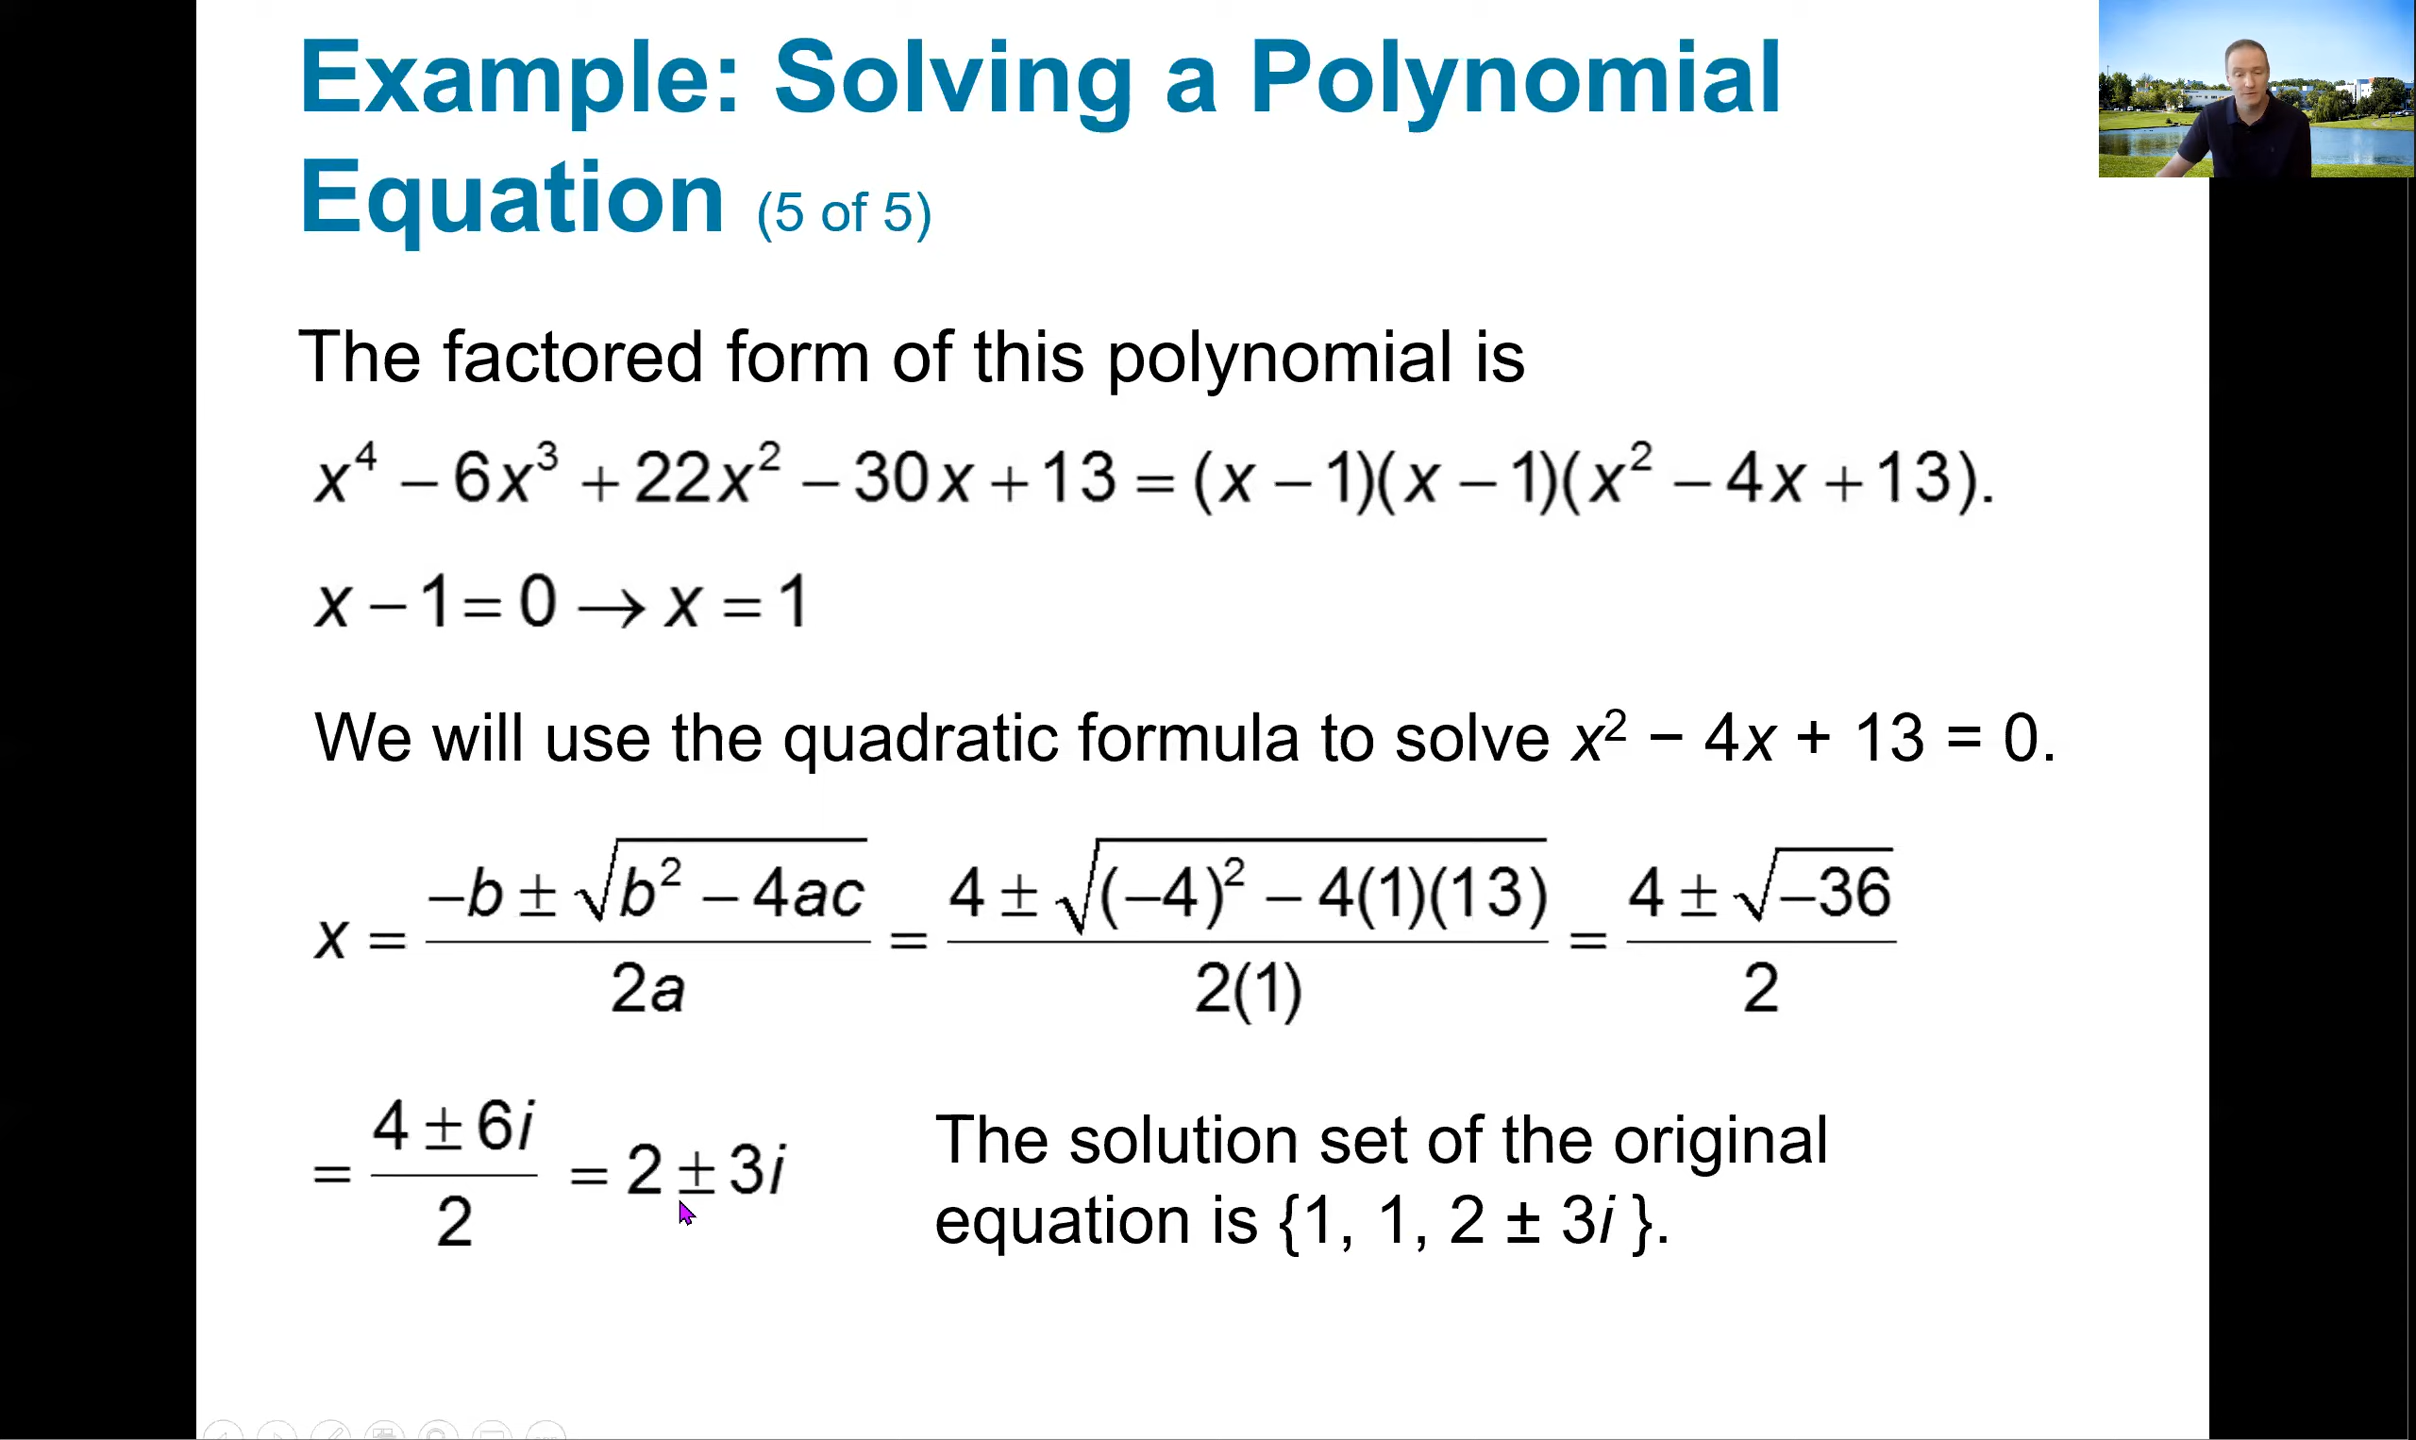 Example: Solving a Polynomial
Equation (5 of 5)
The factored form of this polynomial is
x⁴ − 6x³ + 22x² − 30x + 13 = (x − 1)(x − 1)(x² − 4x + 13).
x − 1 = 0 → x = 1
We will use the quadratic formula to solve x² − 4x + 13 = 0.
x = (−b ± √(b² − 4ac))/(2a) = (4 ± √((−4)² − 4(1)(13)))/(2(1)) = (4 ± √(−36))/2
= (4 ± 6i)/2 = 2 ± 3i
The solution set of the original
equation is {1, 1, 2 ± 3i }.